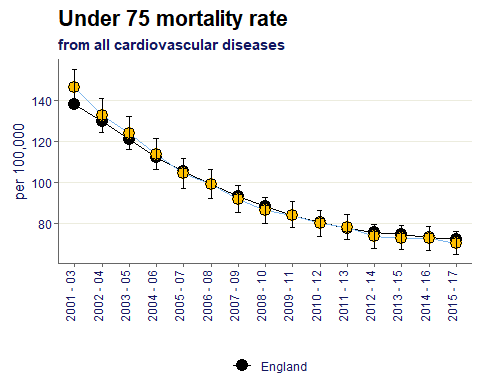 Under 75 mortality rate
from all cardiovascular diseases
per 100,000
140
120
100
80
2001 - 03
2002 - 04
2003 - 05
2004 - 06
2005 - 07
2006 - 08
2007 - 09
2008 - 10
2009 - 11
2010 - 12
2011 - 13
2012 - 14
2013 - 15
2014 - 16
2015 - 17
England